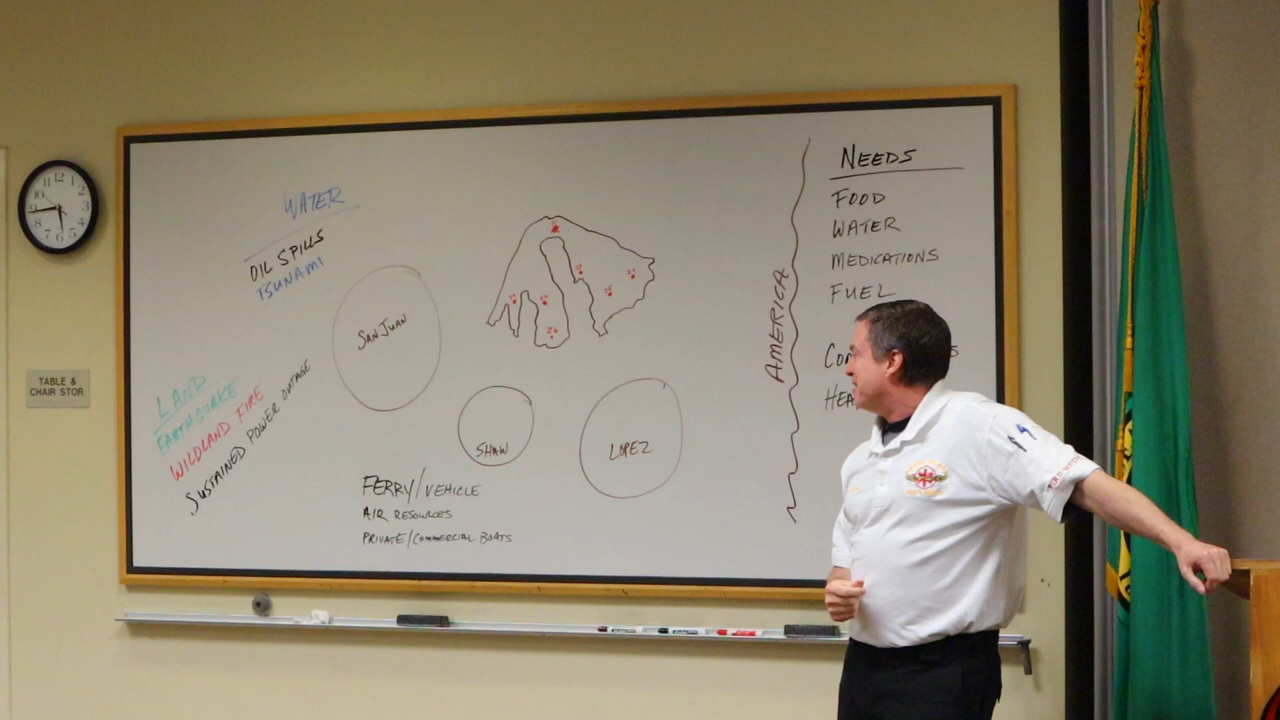 WATER
OIL SPILLS
TSUNAMI
LAND
EARTHQUAKE
WILDLAND FIRE
SUSTAINED POWER OUTAGE
SAN JUAN
SHAW
LOPEZ
FERRY/VEHICLE
AIR RESOURCES
PRIVATE/COMMERCIAL BOATS
AMERICA
NEEDS
FOOD
WATER
MEDICATIONS
FUEL
TABLE &
CHAIR STOR.